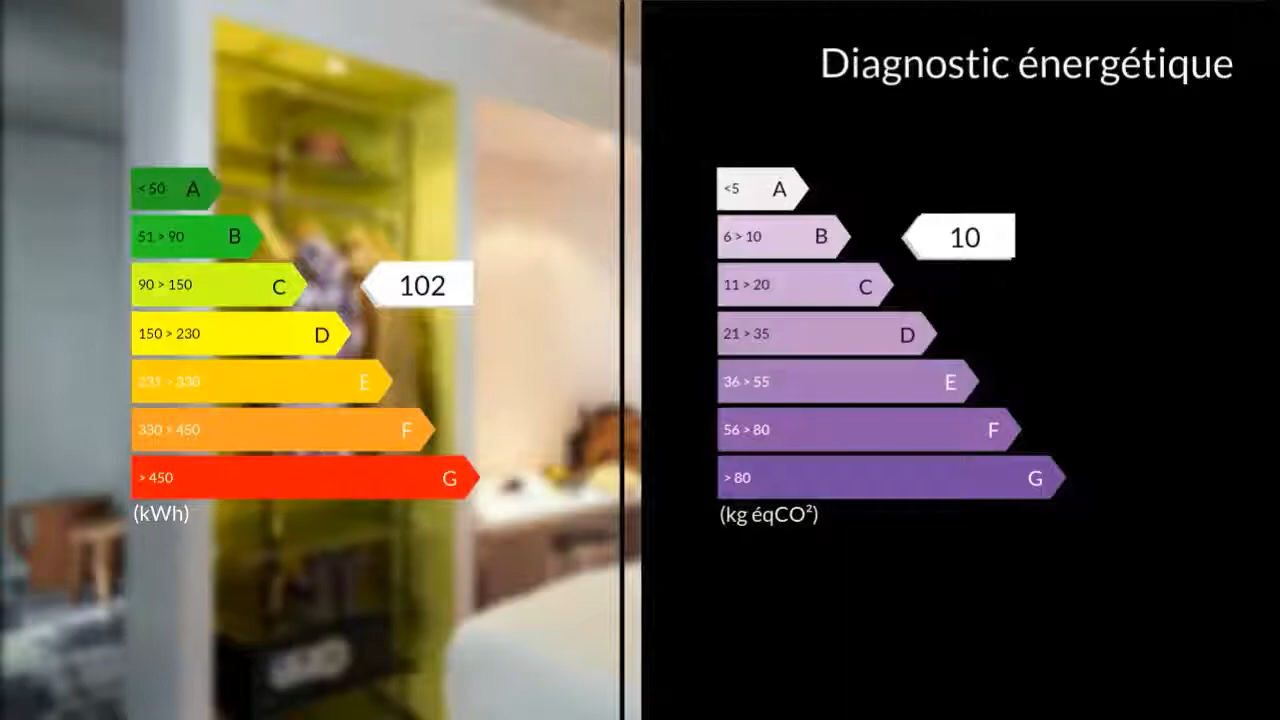 Diagnostic énergétique
< 50 A
51 > 90 B
90 > 150 C
102
150 > 230 D
231 > 330 E
330 > 450 F
> 450 G
(kWh)
<5 A
6 > 10 B
10
11 > 20 C
21 > 35 D
36 > 55 E
56 > 80 F
> 80 G
(kg éqCO²)